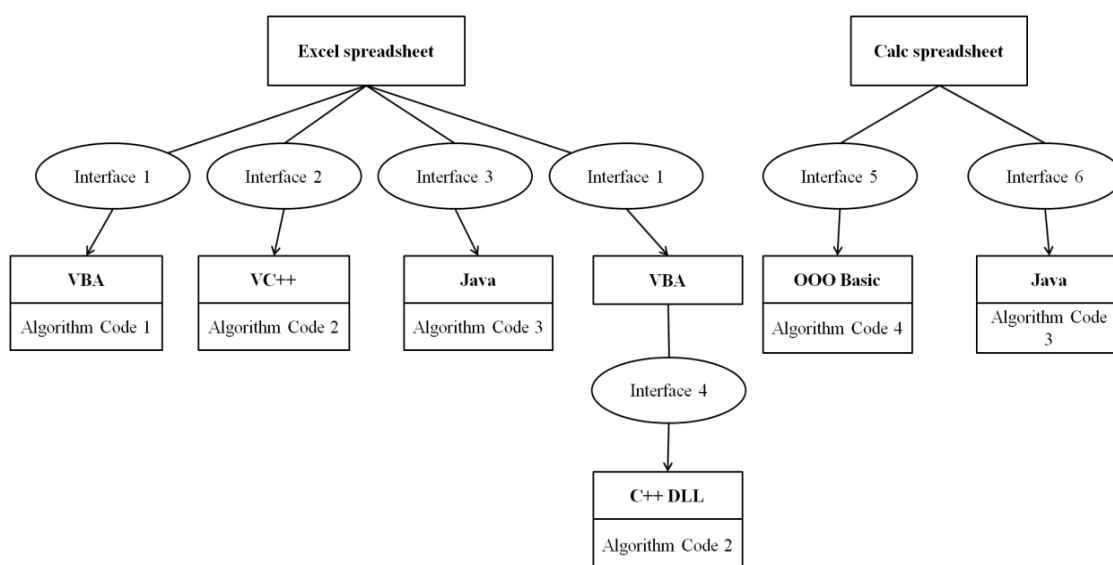 Excel spreadsheet
Calc spreadsheet
Interface 1
Interface 2
Interface 3
Interface 1
Interface 5
Interface 6
VBA
VC++
Java
VBA
OOO Basic
Java
Algorithm Code 1
Algorithm Code 2
Algorithm Code 3
Algorithm Code 4
Algorithm Code
3
Interface 4
C++ DLL
Algorithm Code 2